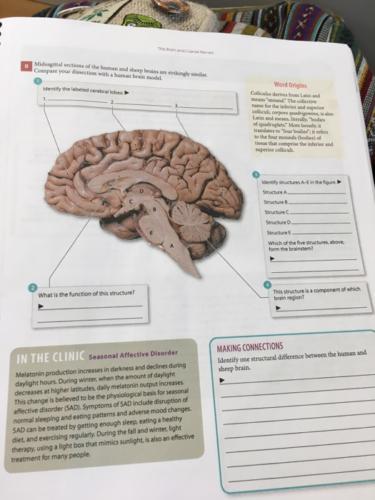 The Brain and Cranial Nerves
B Midsagittal sections of the human and sheep brains are strikingly similar.
Compare your dissection with a human brain model.
1
Identify the labeled cerebral lobes: ▶
1. 2. 3.
Word Origins
Colliculus derives from Latin and
means "mound." The collective
name for the inferior and superior
colliculi, corpora quadrigemina, is also
Latin and means, literally, "bodies
of quadruplets." More broadly, it
translates to "four bodies"; it refers
to the four mounds (bodies) of
tissue that comprise the inferior and
superior colliculi.
3
Identify structures A–E in the figure. ▶
Structure A
Structure B
Structure C
Structure D
Structure E
Which of the five structures, above,
form the brainstem?
▶
2
What is the function of this structure?
▶
4
This structure is a component of which
brain region?
▶
IN THE CLINIC Seasonal Affective Disorder
Melatonin production increases in darkness and declines during
daylight hours. During winter, when the amount of daylight
decreases at higher latitudes, daily melatonin output increases.
This change is believed to be the physiological basis for seasonal
affective disorder (SAD). Symptoms of SAD include disruption of
normal sleeping and eating patterns and adverse mood changes.
SAD can be treated by getting enough sleep, eating a healthy
diet, and exercising regularly. During the fall and winter, light
therapy, using a light box that mimics sunlight, is also an effective
treatment for many people.
MAKING CONNECTIONS
Identify one structural difference between the human and
sheep brain.
▶